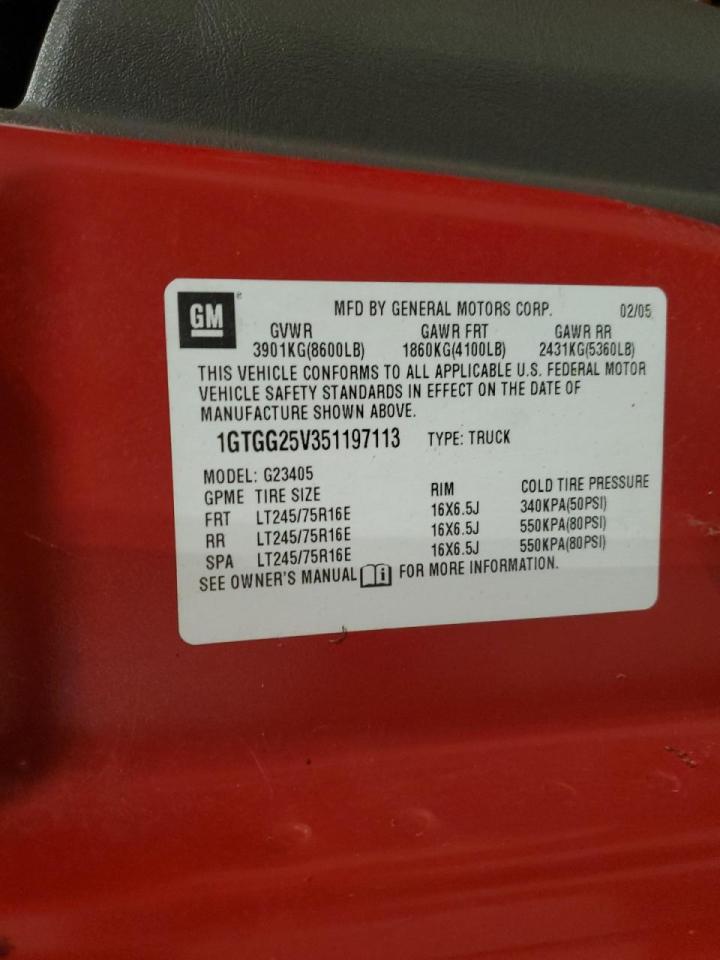 GM ® MFD BY GENERAL MOTORS CORP. 02/05
GVWR GAWR FRT GAWR RR
3901KG(8600LB) 1860KG(4100LB) 2431KG(5360LB)
THIS VEHICLE CONFORMS TO ALL APPLICABLE U.S. FEDERAL MOTOR
VEHICLE SAFETY STANDARDS IN EFFECT ON THE DATE OF
MANUFACTURE SHOWN ABOVE.
1GTGG25V351197113 TYPE: TRUCK
MODEL: G23405
GPME TIRE SIZE RIM COLD TIRE PRESSURE
FRT LT245/75R16E 16X6.5J 340KPA(50PSI)
RR LT245/75R16E 16X6.5J 550KPA(80PSI)
SPA LT245/75R16E 16X6.5J 550KPA(80PSI)
SEE OWNER'S MANUAL i FOR MORE INFORMATION.